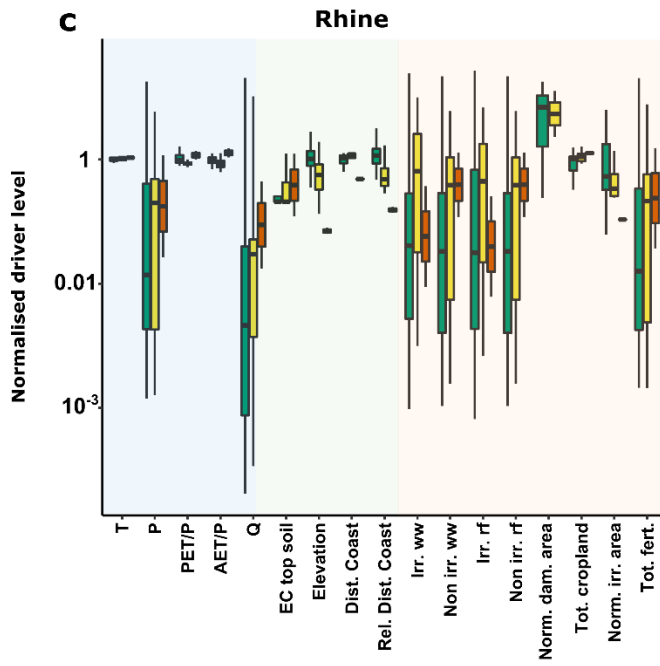 c
Rhine
Normalised driver level
1
0.01
10-3
T
P
PET/P
AET/P
Q
EC top soil
Elevation
Dist. Coast
Rel. Dist. Coast
Irr. ww
Non irr. ww
Irr. rf
Non irr. rf
Norm. dam. area
Tot. cropland
Norm. irr. area
Tot. fert.